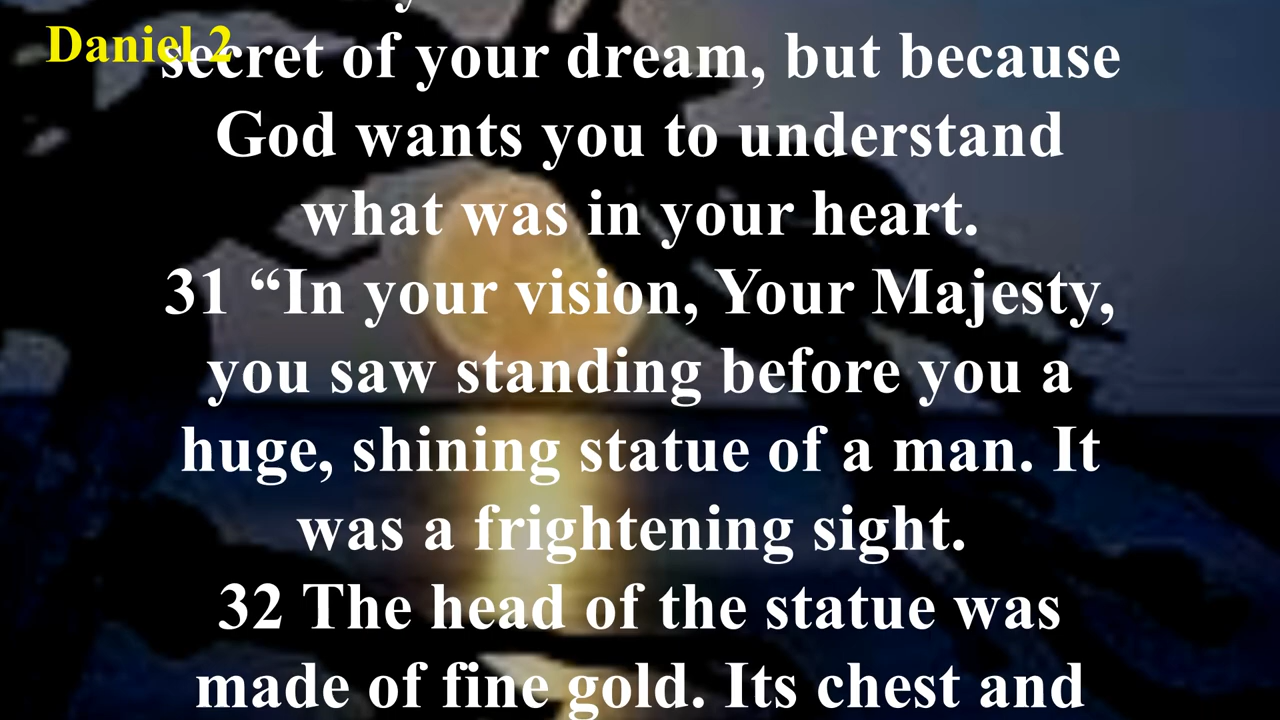 Daniel 2
secret of your dream, but because
God wants you to understand
what was in your heart.
31 “In your vision, Your Majesty,
you saw standing before you a
huge, shining statue of a man. It
was a frightening sight.
32 The head of the statue was
made of fine gold. Its chest and